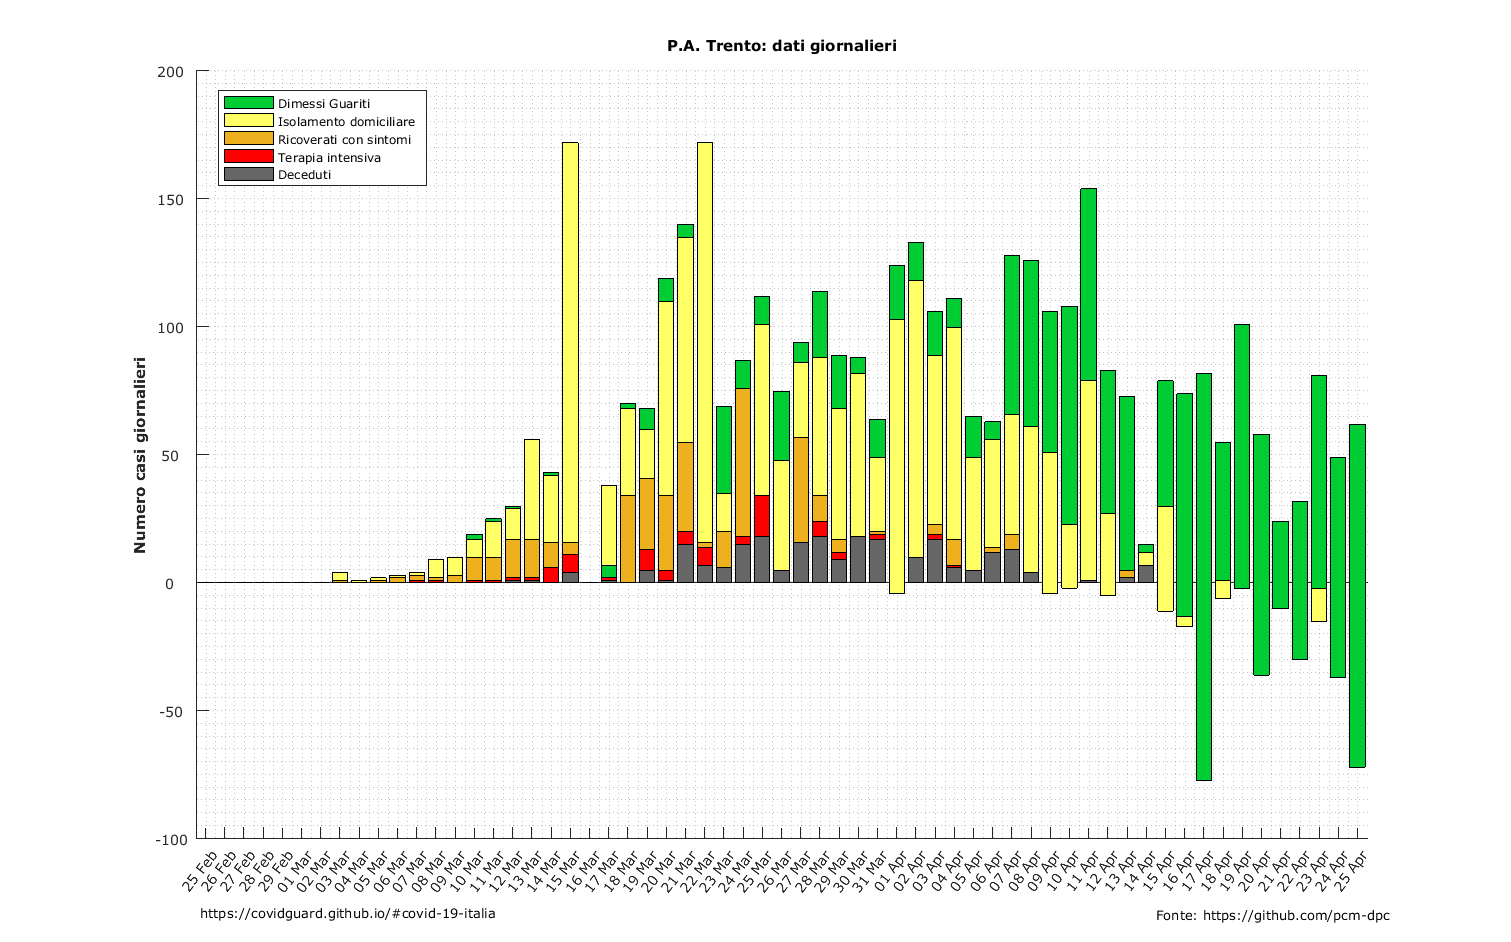 P.A. Trento: dati giornalieri
200
150
100
50
0
-50
-100
Numero casi giornalieri
Dimessi Guariti
Isolamento domiciliare
Ricoverati con sintomi
Terapia intensiva
Deceduti
25 Feb
26 Feb
27 Feb
28 Feb
29 Feb
01 Mar
02 Mar
03 Mar
04 Mar
05 Mar
06 Mar
07 Mar
08 Mar
09 Mar
10 Mar
11 Mar
12 Mar
13 Mar
14 Mar
15 Mar
16 Mar
17 Mar
18 Mar
19 Mar
20 Mar
21 Mar
22 Mar
23 Mar
24 Mar
25 Mar
26 Mar
27 Mar
28 Mar
29 Mar
30 Mar
31 Mar
01 Apr
02 Apr
03 Apr
04 Apr
05 Apr
06 Apr
07 Apr
08 Apr
09 Apr
10 Apr
11 Apr
12 Apr
13 Apr
14 Apr
15 Apr
16 Apr
17 Apr
18 Apr
19 Apr
20 Apr
21 Apr
22 Apr
23 Apr
24 Apr
25 Apr
https://covidguard.github.io/#covid-19-italia
Fonte: https://github.com/pcm-dpc